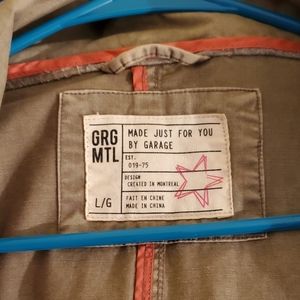 GRG
MTL
MADE JUST FOR YOU
BY GARAGE
EST.
019-75
DESIGN
CREATED IN MONTREAL
L/G
FAIT EN CHINE
MADE IN CHINA